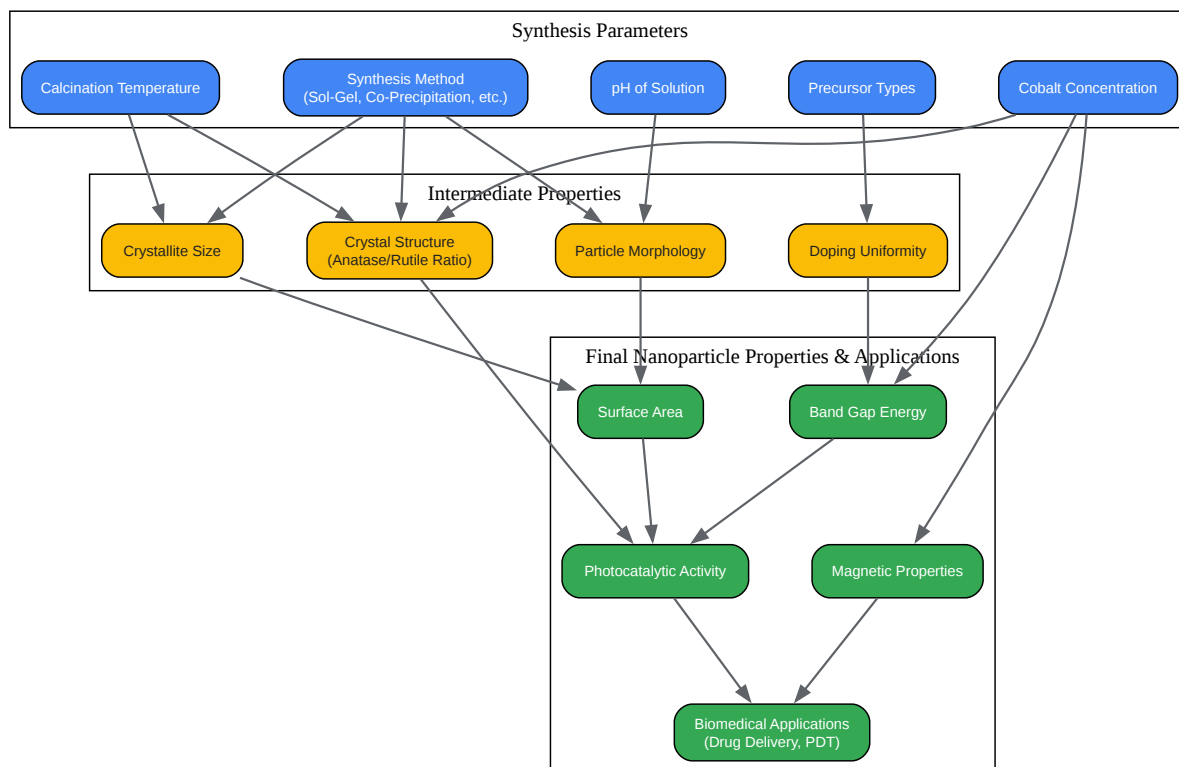 Synthesis Parameters
Calcination Temperature
Synthesis Method
(Sol-Gel, Co-Precipitation, etc.)
pH of Solution
Precursor Types
Cobalt Concentration
Intermediate Properties
Crystallite Size
Crystal Structure
(Anatase/Rutile Ratio)
Particle Morphology
Doping Uniformity
Final Nanoparticle Properties & Applications
Surface Area
Band Gap Energy
Photocatalytic Activity
Magnetic Properties
Biomedical Applications
(Drug Delivery, PDT)